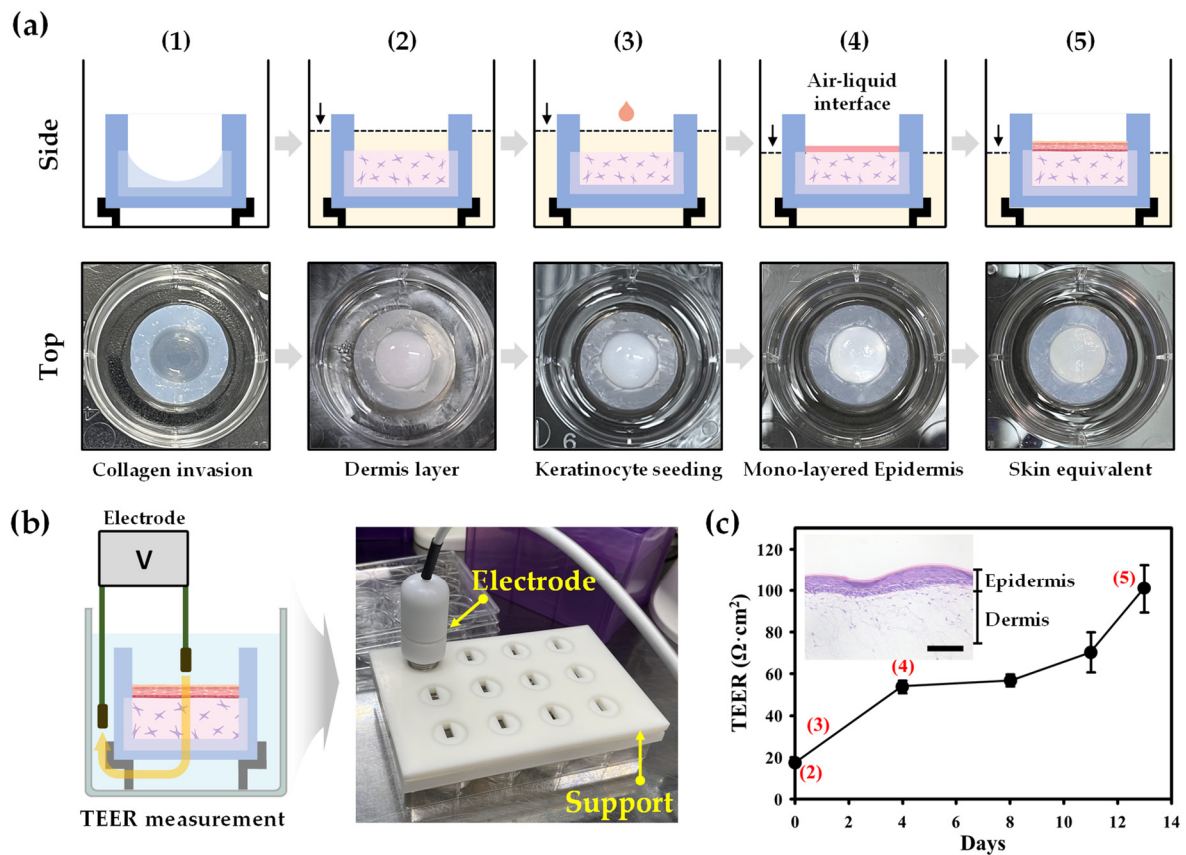 (a)
(1)
(2)
(3)
(4)
(5)
Side
Air-liquid
interface
Top
6
6
Collagen invasion
Dermis layer
Keratinocyte seeding
Mono-layered Epidermis
Skin equivalent
(b)
Electrode
V
TEER measurement
Electrode
Support
(c)
TEER (Ω·cm²)
120
100
80
60
40
20
0
Epidermis
Dermis
(2)
(3)
(4)
(5)
0
2
4
6
8
10
12
14
Days